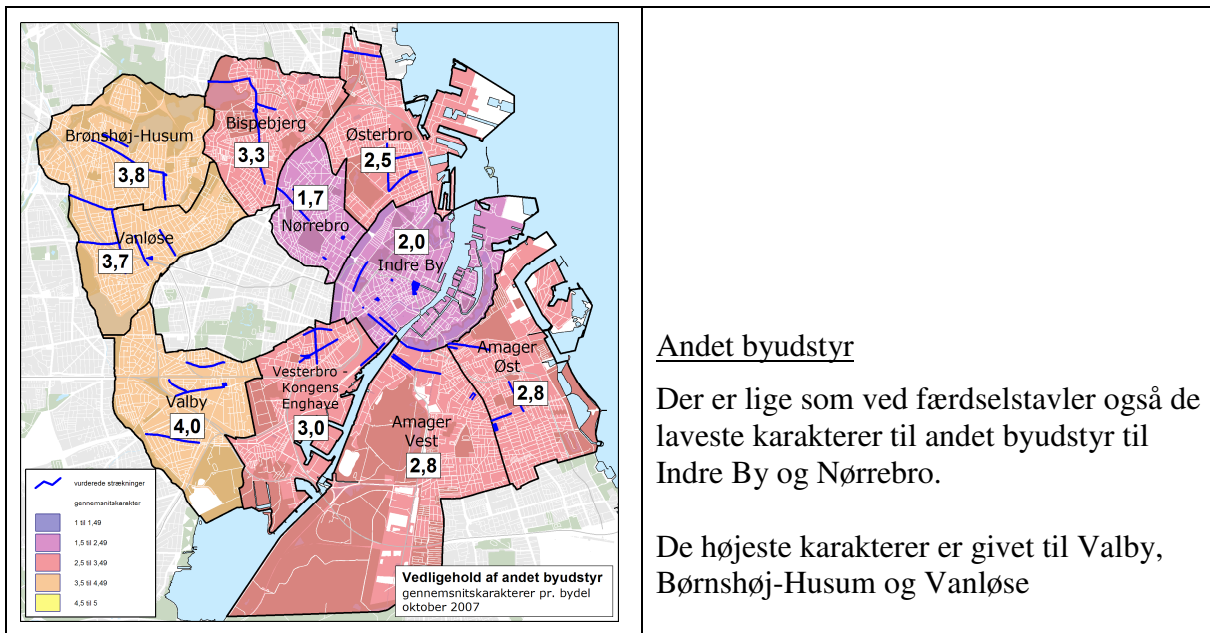 Brønshøj-Husum
3,8
Bispebjerg
3,3
Østerbro
2,5
1,7
Nørrebro
Vanløse
3,7
2,0
Indre By
Valby
4,0
Vesterbro -
Kongens
Enghave
3,0
Amager
Øst
2,8
Amager
Vest
2,8
vurderede strækninger
gennemsnitskarakter
1 til 1,49
1,5 til 2,49
2,5 til 3,49
3,5 til 4,49
4,5 til 5
Vedligehold af andet byudstyr
gennemsnitskarakterer pr. bydel
oktober 2007
Andet byudstyr
Der er lige som ved færdselstavler også de
laveste karakterer til andet byudstyr til
Indre By og Nørrebro.
De højeste karakterer er givet til Valby,
Børnshøj-Husum og Vanløse